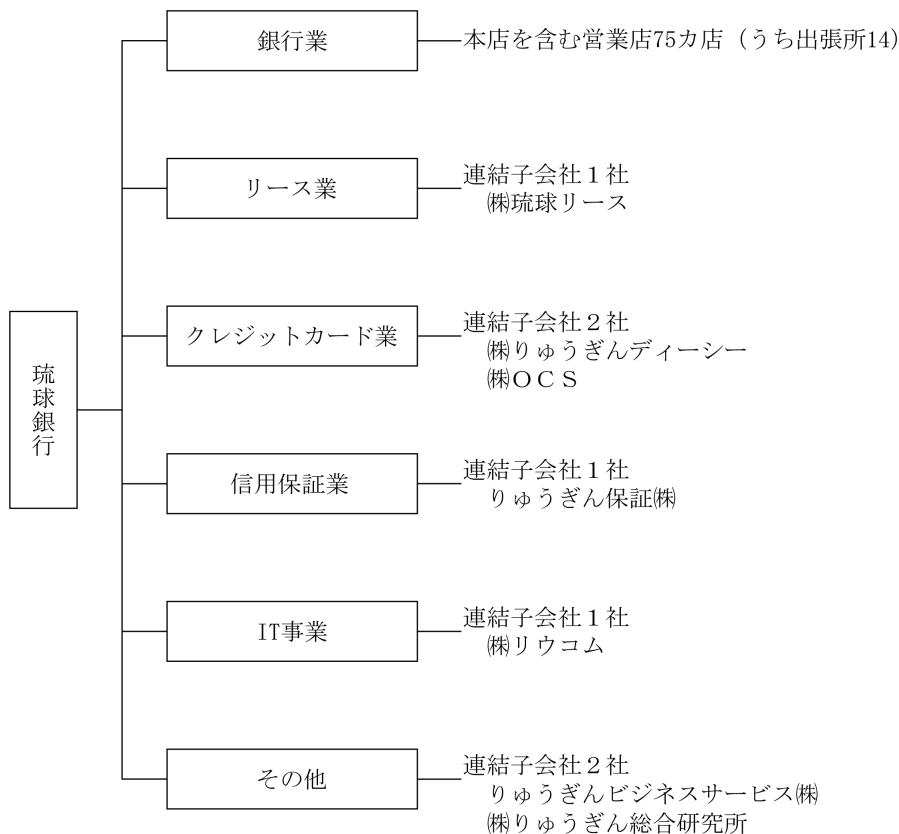 琉球銀行
銀行業
本店を含む営業店75カ店（うち出張所14）
リース業
連結子会社１社
㈱琉球リース
クレジットカード業
連結子会社２社
㈱りゅうぎんディーシー
㈱ＯＣＳ
信用保証業
連結子会社１社
りゅうぎん保証㈱
IT事業
連結子会社１社
㈱リウコム
その他
連結子会社２社
りゅうぎんビジネスサービス㈱
㈱りゅうぎん総合研究所